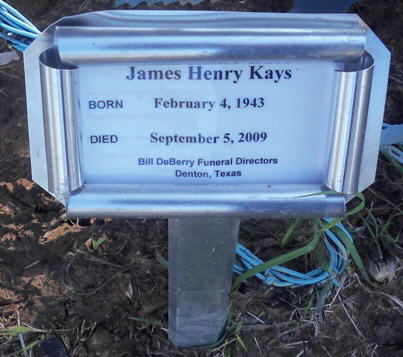 James Henry Kays
BORN February 4, 1943
DIED September 5, 2009
Bill DeBerry Funeral Directors
Denton, Texas